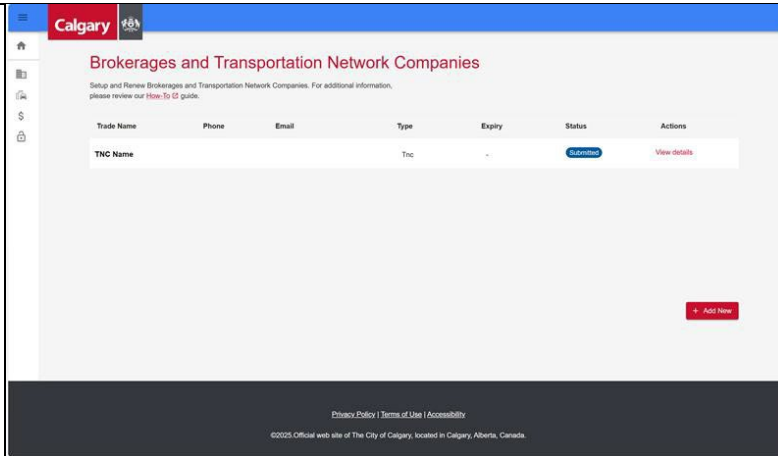 Calgary
Brokerages and Transportation Network Companies
Setup and Renew Brokerages and Transportation Network Companies. For additional information,
please review our How-To guide.
Trade Name Phone Email Type Expiry Status Actions
TNC Name Tnc - Submitted View details
+ Add New
Privacy Policy | Terms of Use | Accessibility
©2025.Official web site of The City of Calgary, located in Calgary, Alberta, Canada.